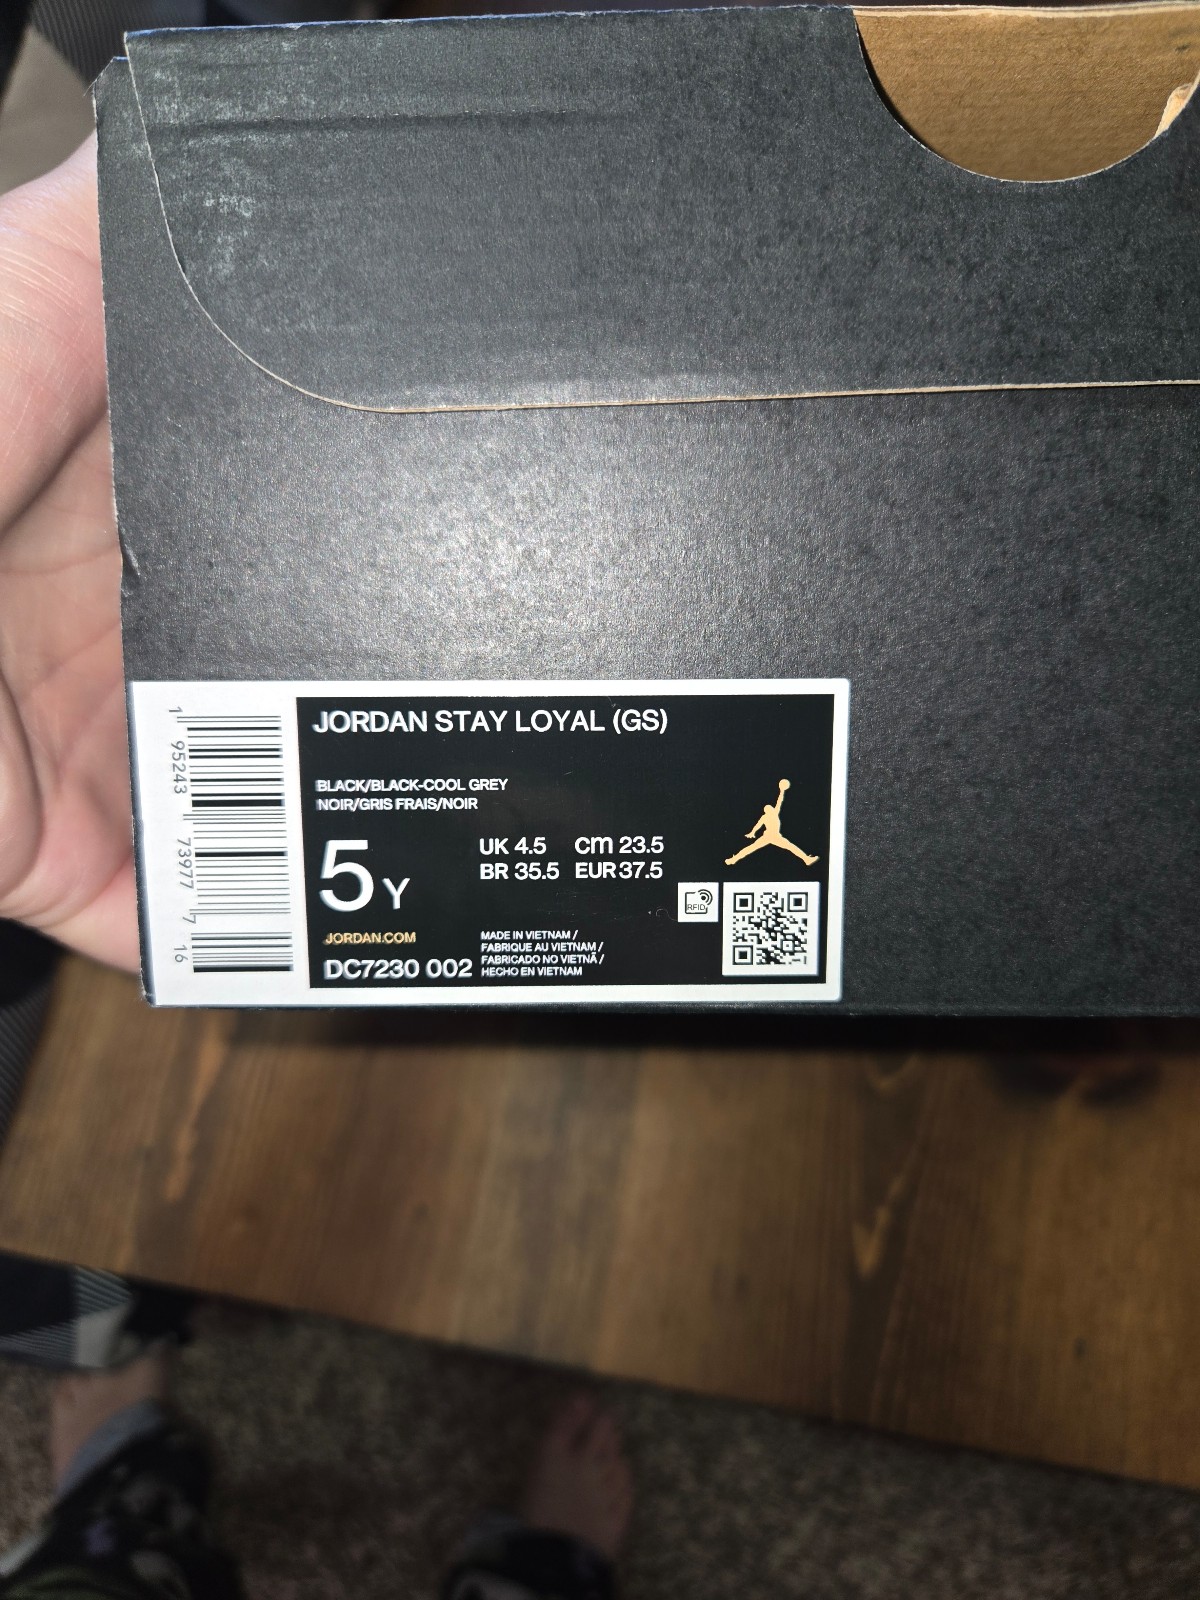 JORDAN STAY LOYAL (GS)
BLACK/BLACK-COOL GREY
NOIR/GRIS FRAIS/NOIR
5 Y
UK 4.5 cm 23.5
BR 35.5 EUR 37.5
RFID
JORDAN.COM
DC7230 002
MADE IN VIETNAM /
FABRIQUE AU VIETNAM /
FABRICADO NO VIETNÃ /
HECHO EN VIETNAM
1 95243 73977 7 16